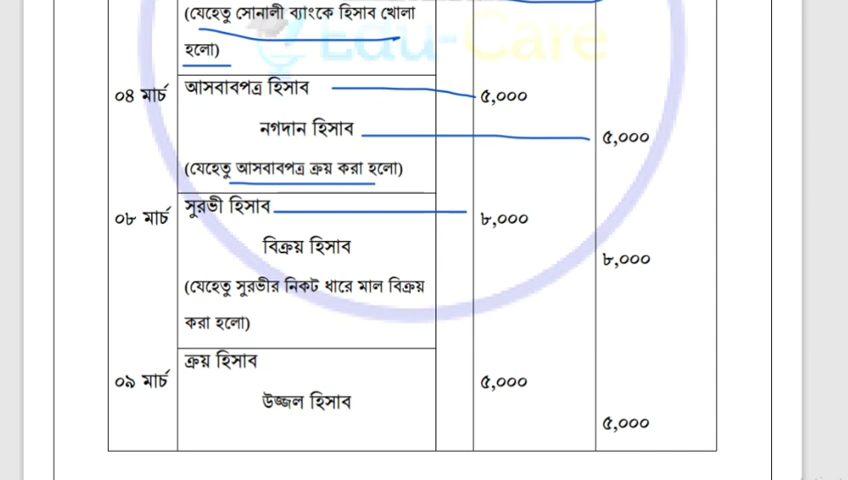 (যেহেতু সোনালী ব্যাংকে হিসাব খোলা
হলো)
Edu-Care
০৪ মার্চ আসবাবপত্র হিসাব ৫,০০০
নগদান হিসাব ৫,০০০
(যেহেতু আসবাবপত্র ক্রয় করা হলো)
০৮ মার্চ সুরভী হিসাব ৮,০০০
বিক্রয় হিসাব ৮,০০০
(যেহেতু সুরভীর নিকট ধারে মাল বিক্রয়
করা হলো)
০৯ মার্চ ক্রয় হিসাব ৫,০০০
উজ্জল হিসাব ৫,০০০